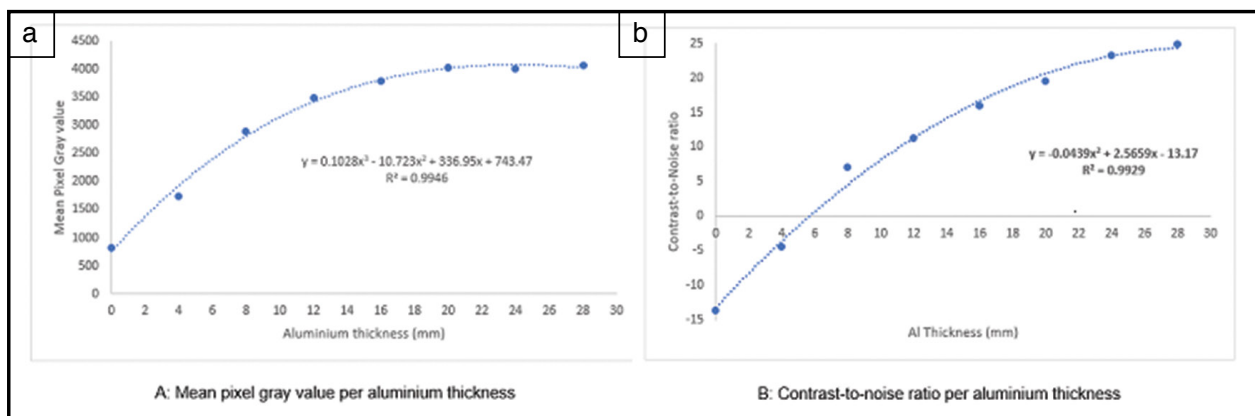 a
4500
4000
3500
3000
2500
2000
1500
1000
500
0
Mean Pixel Gray value
y = 0.1028x³ - 10.723x² + 336.95x + 743.47
R² = 0.9946
0 2 4 6 8 10 12 14 16 18 20 22 24 26 28 30
Aluminium thickness (mm)
A: Mean pixel gray value per aluminium thickness
b
25
20
15
10
5
0
-5
-10
-15
Contrast-to-Noise ratio
y = -0.0439x² + 2.5659x - 13.17
R² = 0.9929
0 2 4 6 8 10 12 14 16 18 20 22 24 26 28 30
Al Thickness (mm)
B: Contrast-to-noise ratio per aluminium thickness